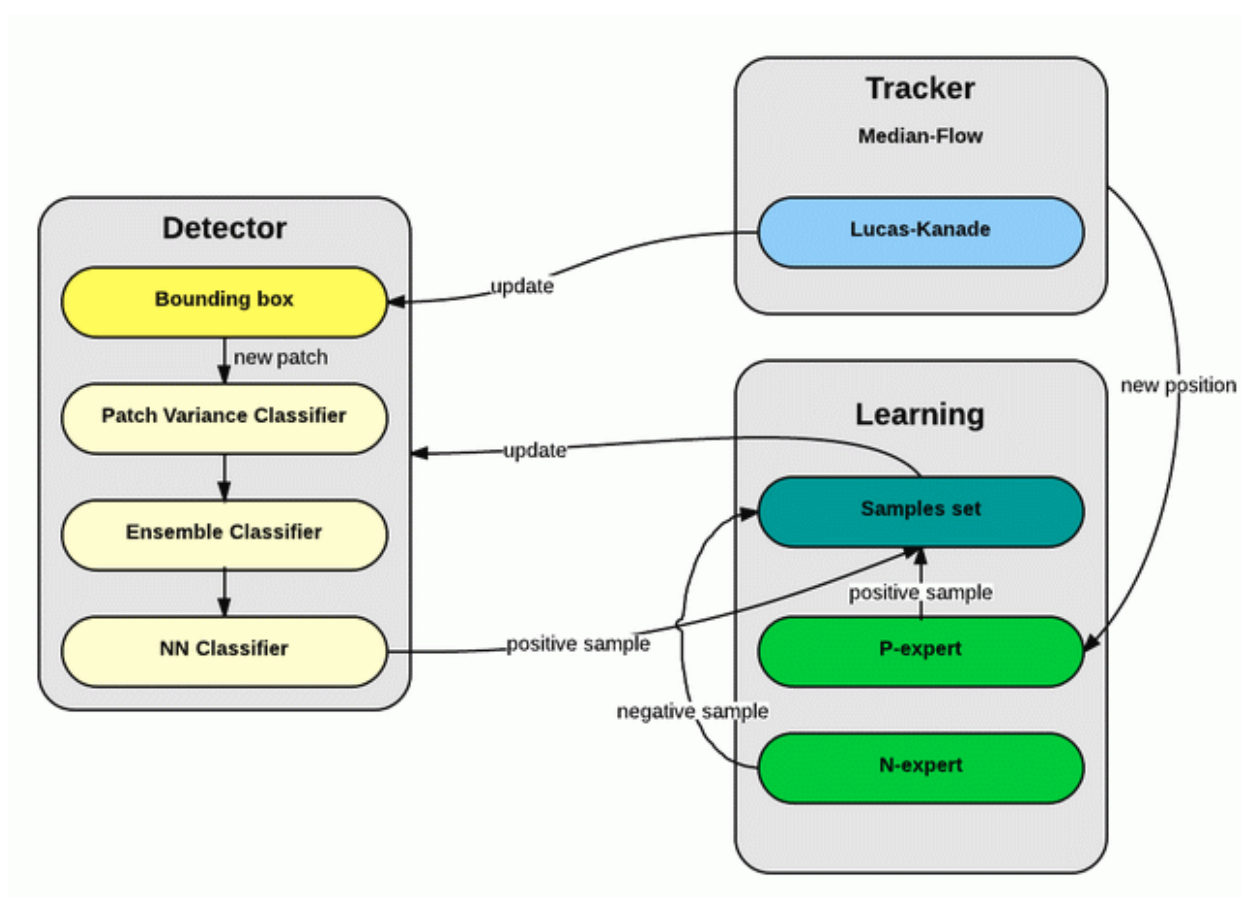 Tracker
Median-Flow
Lucas-Kanade
Detector
Bounding box
update
new patch
Patch Variance Classifier
Ensemble Classifier
NN Classifier
new position
Learning
update
Samples set
positive sample
positive sample
P-expert
negative sample
N-expert